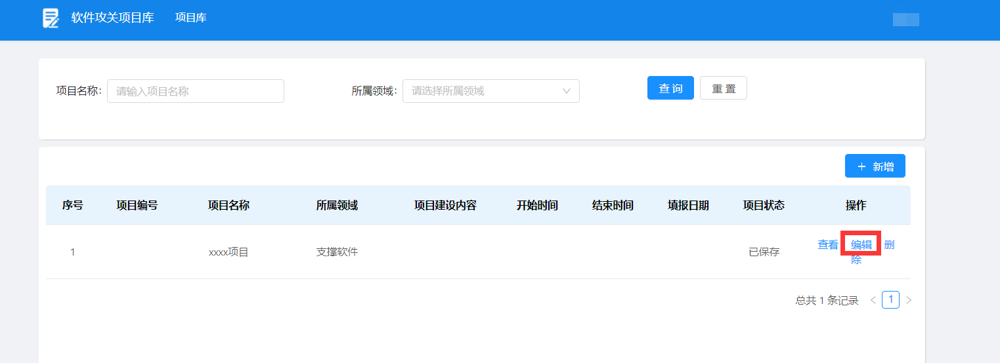 软件攻关项目库 项目库
项目名称： 请输入项目名称 所属领域： 请选择所属领域 查 询 重 置
+ 新增
序号 项目编号 项目名称 所属领域 项目建设内容 开始时间 结束时间 填报日期 项目状态 操作
1 xxxx项目 支撑软件 已保存 查看 编辑 删
除
总共 1 条记录 < 1 >